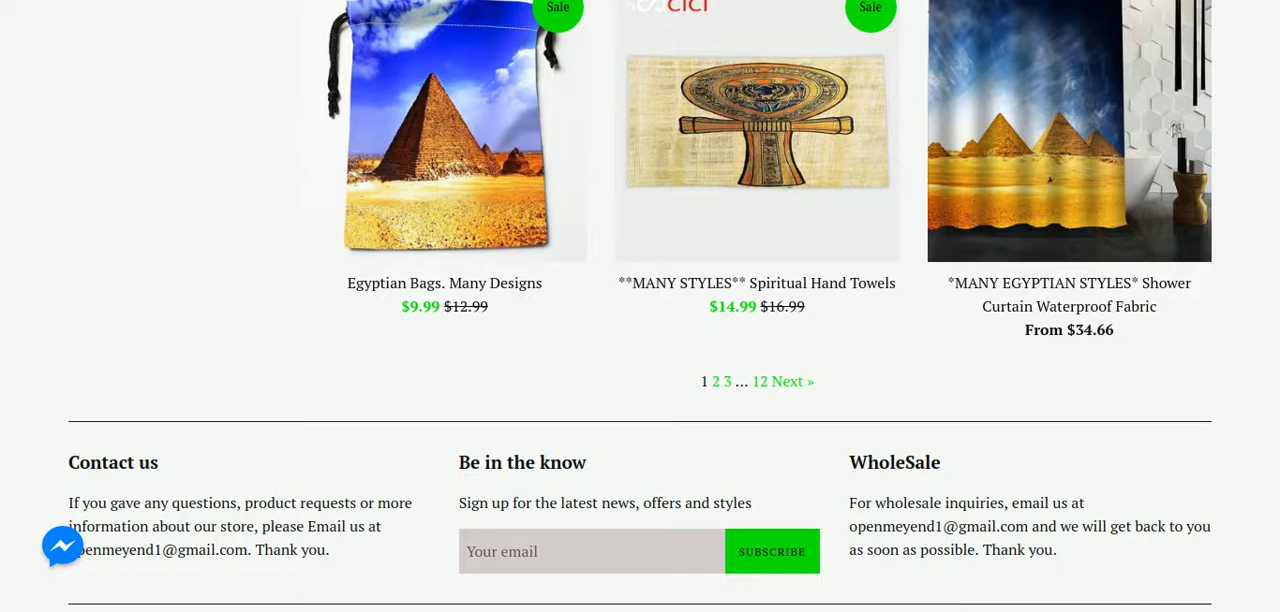 Sale
Sale
CICI
Egyptian Bags. Many Designs
$9.99 $12.99
**MANY STYLES** Spiritual Hand Towels
$14.99 $16.99
*MANY EGYPTIAN STYLES* Shower
Curtain Waterproof Fabric
From $34.66
1 2 3 … 12 Next »
Contact us
If you gave any questions, product requests or more
information about our store, please Email us at
openmeyend1@gmail.com. Thank you.
Be in the know
Sign up for the latest news, offers and styles
Your email
SUBSCRIBE
WholeSale
For wholesale inquiries, email us at
openmeyend1@gmail.com and we will get back to you
as soon as possible. Thank you.